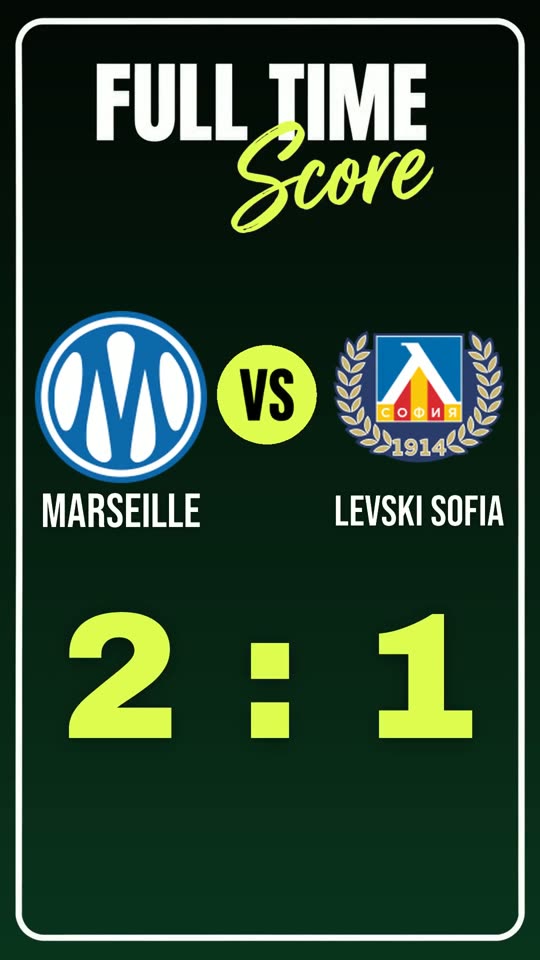 FULL TIME
Score
M
VS
СОФИЯ
1914
MARSEILLE
LEVSKI SOFIA
2 : 1